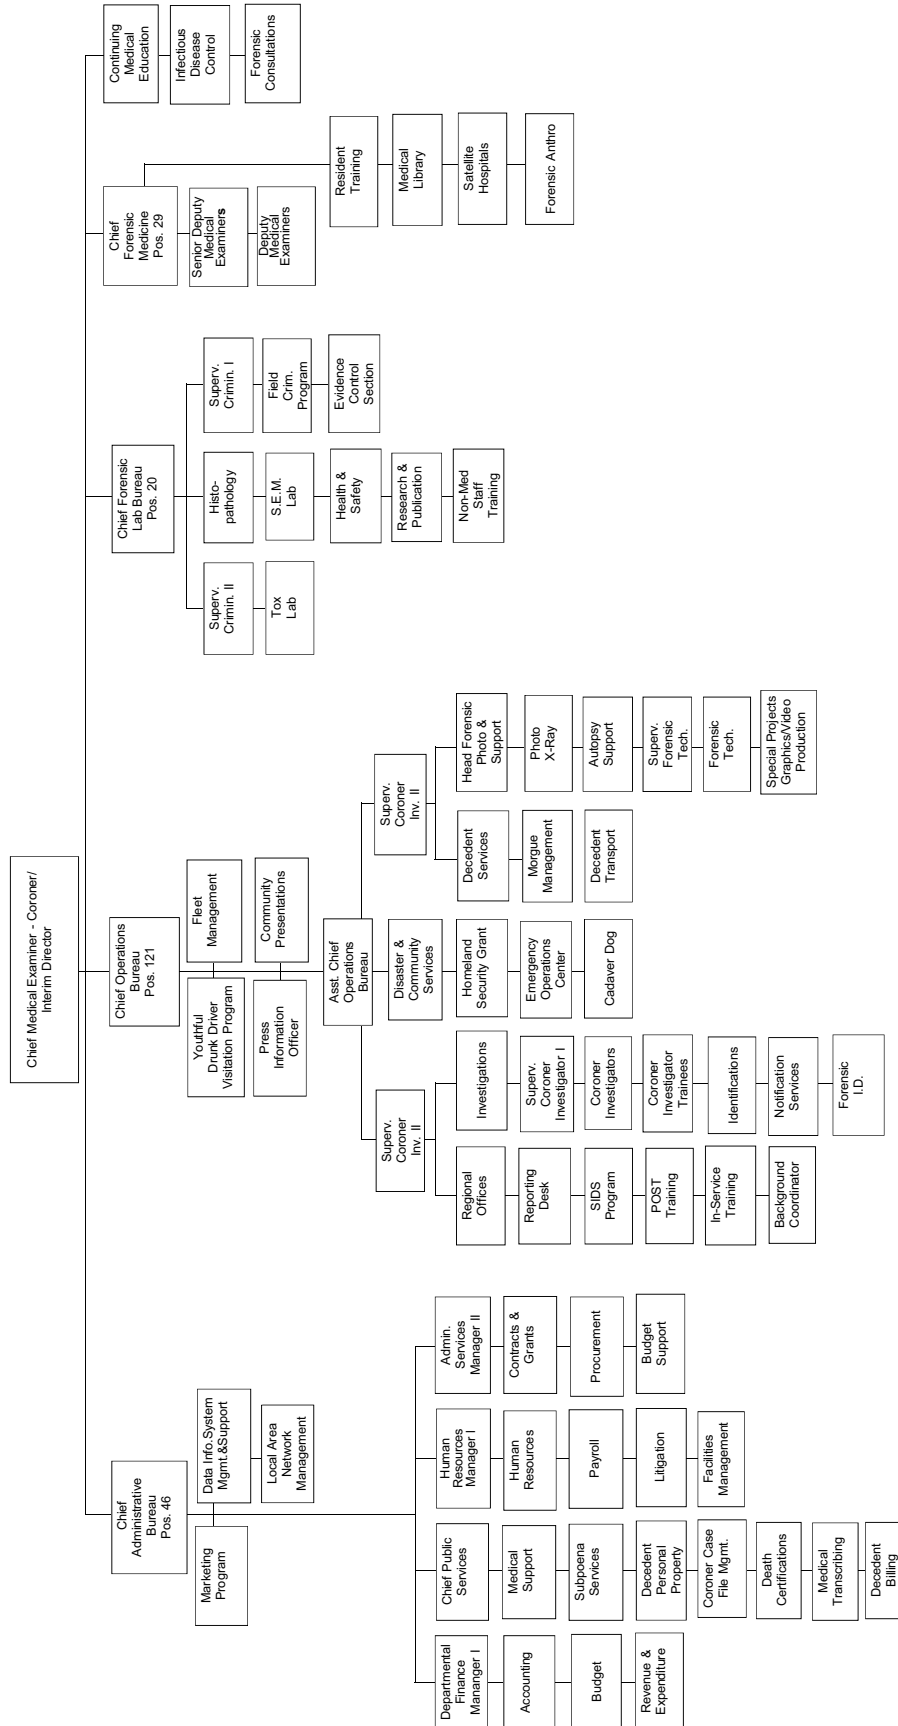 Chief Medical Examiner - Coroner/
Interim Director
Chief
Administrative
Bureau
Pos. 46
Marketing
Program
Data Info.System
Mgmt.&Support
Local Area
Network
Management
Departmental
Finance
Mananger I
Accounting
Budget
Revenue &
Expenditure
Chief Public
Services
Medical
Support
Subpoena
Services
Decedent
Personal
Property
Coroner Case
File Mgmt.
Death
Certifications
Medical
Transcribing
Decedent
Billing
Human
Resources
Manager I
Human
Resources
Payroll
Litigation
Facilities
Management
Admin.
Services
Manager II
Contracts &
Grants
Procurement
Budget
Support
Chief Operations
Bureau
Pos. 121
Youthful
Drunk Driver
Visitation Program
Fleet
Management
Press
Information
Officer
Community
Presentations
Asst. Chief
Operations
Bureau
Superv.
Coroner
Inv. II
Regional
Offices
Reporting
Desk
SIDS
Program
POST
Training
In-Service
Training
Background
Coordinator
Investigations
Superv.
Coroner
Investigator I
Coroner
Investigators
Coroner
Investigator
Trainees
Identifications
Notification
Services
Forensic
I.D.
Disaster &
Community
Services
Homeland
Security Grant
Emergency
Operations
Center
Cadaver Dog
Superv.
Coroner
Inv. II
Decedent
Services
Morgue
Management
Decedent
Transport
Head Forensic
Photo &
Support
Photo
X-Ray
Autopsy
Support
Superv.
Forensic
Tech.
Forensic
Tech.
Special Projects
Graphics/Video
Production
Chief Forensic
Lab Bureau
Pos. 20
Superv.
Crimin. II
Tox
Lab
Histo-
pathology
S.E.M.
Lab
Health &
Safety
Research &
Publication
Non-Med
Staff
Training
Superv.
Crimin. I
Field
Crim.
Program
Evidence
Control
Section
Chief
Forensic
Medicine
Pos. 29
Senior Deputy
Medical
Examiners
Deputy
Medical
Examiners
Resident
Training
Medical
Library
Satellite
Hospitals
Forensic Anthro
Continuing
Medical
Education
Infectious
Disease
Control
Forensic
Consultations